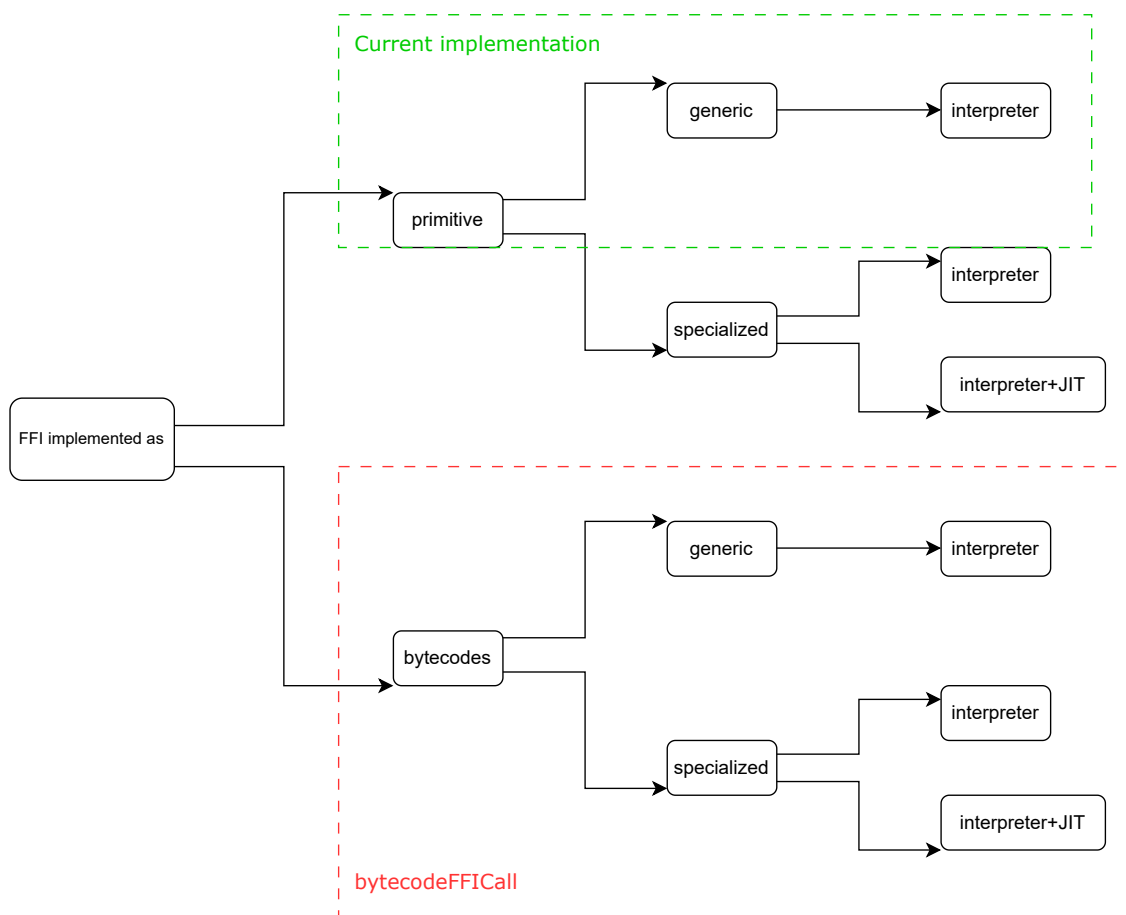 Current implementation
generic
interpreter
primitive
interpreter
specialized
interpreter+JIT
FFI implemented as
generic
interpreter
bytecodes
interpreter
specialized
interpreter+JIT
bytecodeFFICall